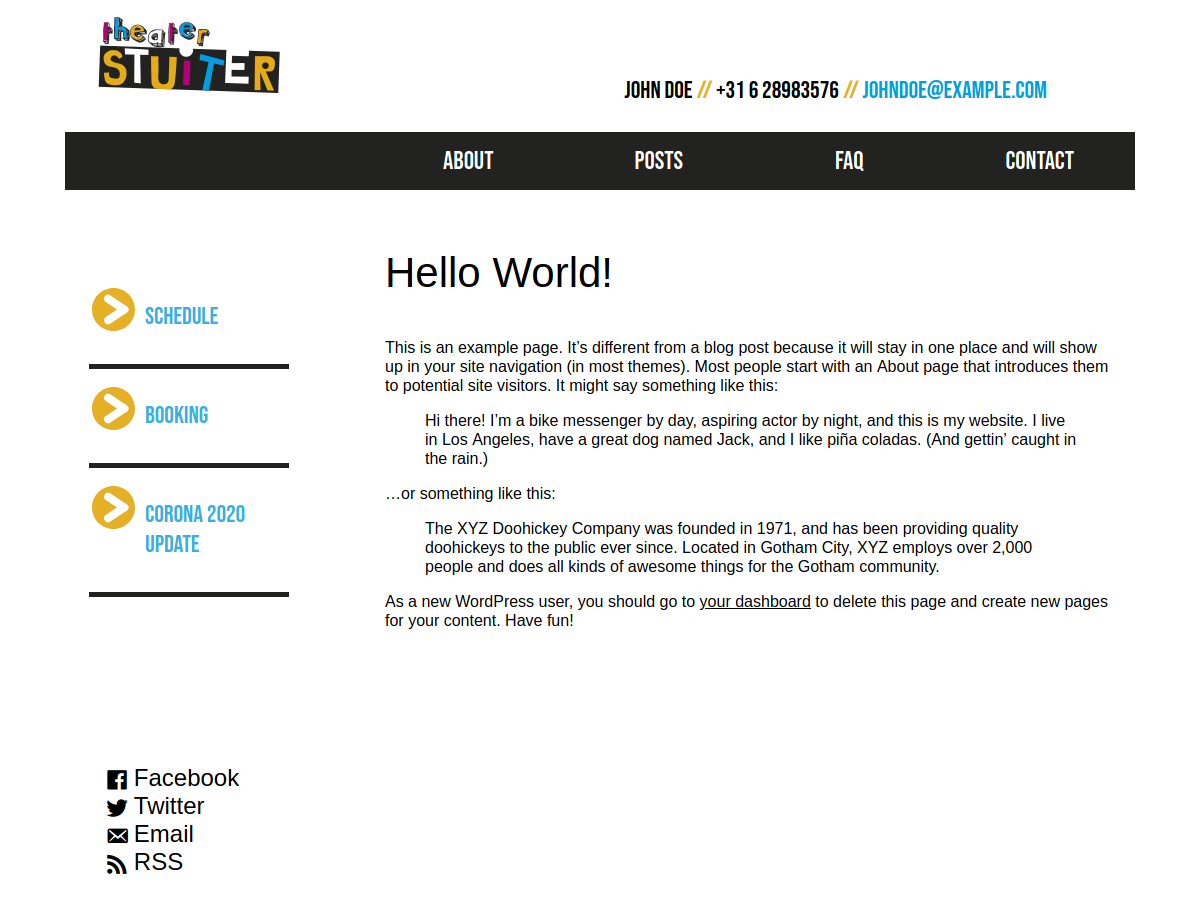 theater
STUiTER
JOHN DOE // +31 6 28983576 // JOHNDOE@EXAMPLE.COM
ABOUT POSTS FAQ CONTACT
Hello World!
SCHEDULE
BOOKING
CORONA 2020
UPDATE
This is an example page. It’s different from a blog post because it will stay in one place and will show
up in your site navigation (in most themes). Most people start with an About page that introduces them
to potential site visitors. It might say something like this:
Hi there! I’m a bike messenger by day, aspiring actor by night, and this is my website. I live
in Los Angeles, have a great dog named Jack, and I like piña coladas. (And gettin’ caught in
the rain.)
…or something like this:
The XYZ Doohickey Company was founded in 1971, and has been providing quality
doohickeys to the public ever since. Located in Gotham City, XYZ employs over 2,000
people and does all kinds of awesome things for the Gotham community.
As a new WordPress user, you should go to your dashboard to delete this page and create new pages
for your content. Have fun!
Facebook
Twitter
Email
RSS